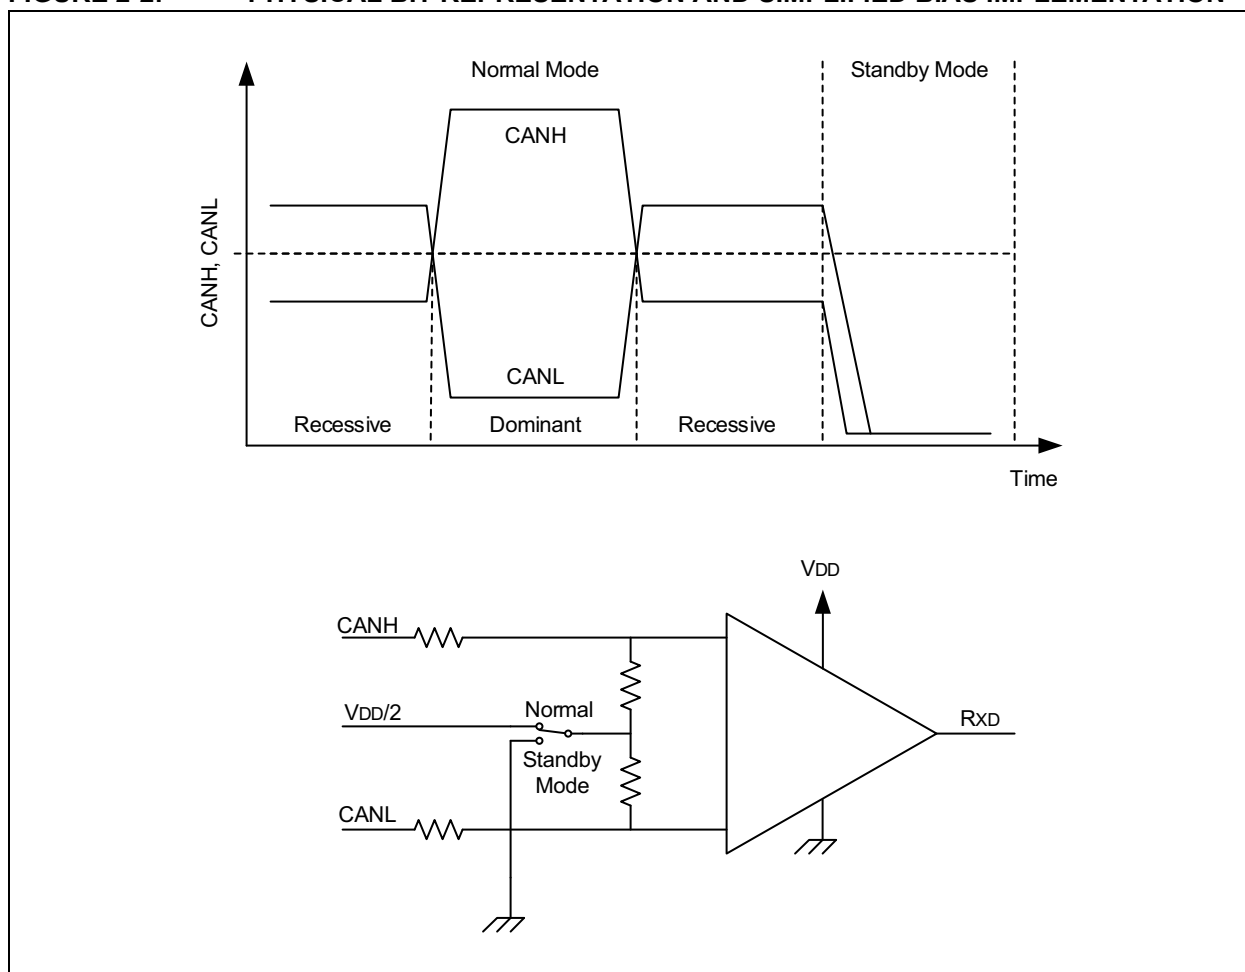 Normal Mode
Standby Mode
CANH
CANH, CANL
CANL
Recessive
Dominant
Recessive
Time
VDD
CANH
VDD/2
Normal
RXD
Standby
Mode
CANL